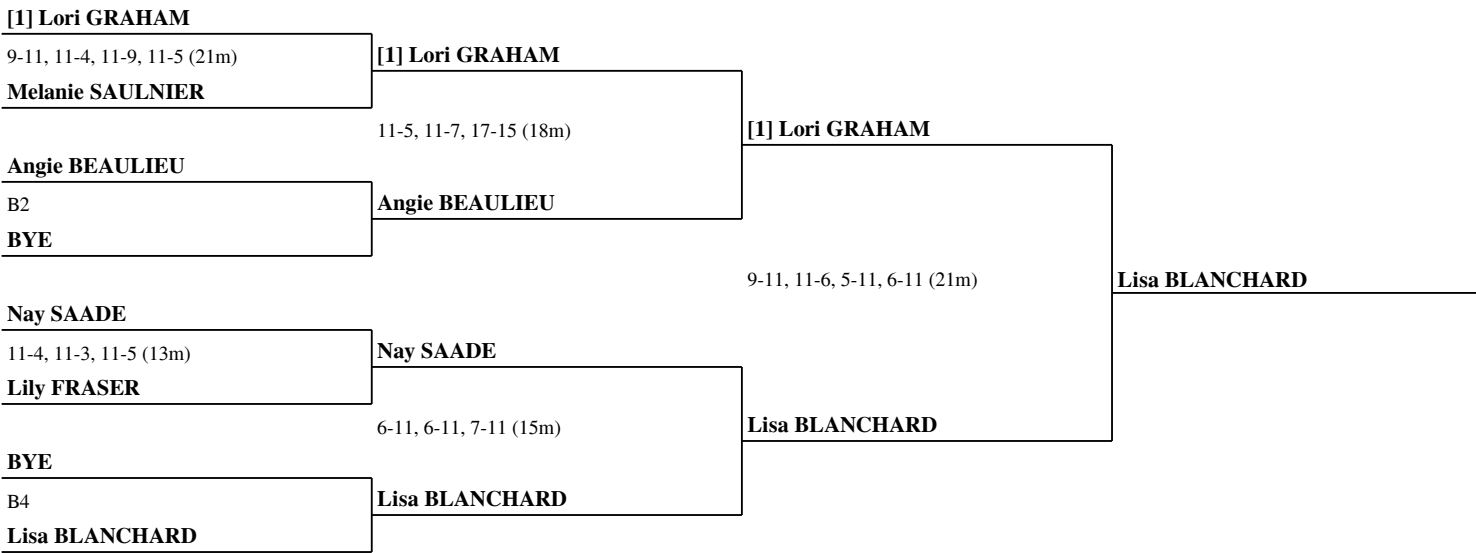 [1] Lori GRAHAM
9-11, 11-4, 11-9, 11-5 (21m)
Melanie SAULNIER
Angie BEAULIEU
B2
BYE
Nay SAADE
11-4, 11-3, 11-5 (13m)
Lily FRASER
BYE
B4
Lisa BLANCHARD
[1] Lori GRAHAM
11-5, 11-7, 17-15 (18m)
Angie BEAULIEU
Nay SAADE
6-11, 6-11, 7-11 (15m)
Lisa BLANCHARD
[1] Lori GRAHAM
9-11, 11-6, 5-11, 6-11 (21m)
Lisa BLANCHARD
Lisa BLANCHARD